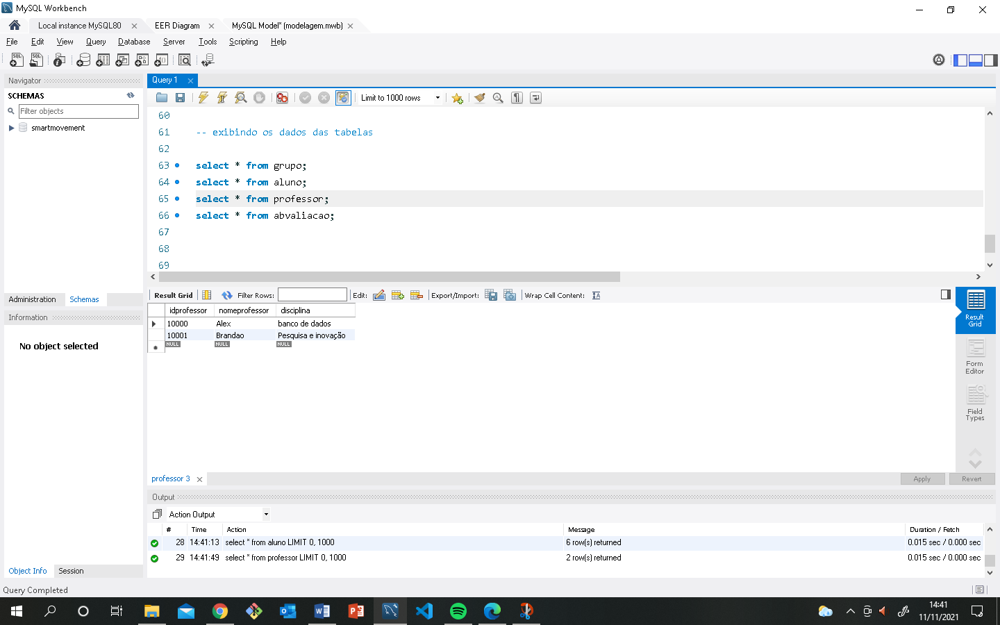 MySQL Workbench
Local instance MySQL80
EER Diagram
MySQL Model* (modelagem.mwb)
File Edit View Query Database Server Tools Scripting Help
Navigator
SCHEMAS
Filter objects
smartmovement
Administration Schemas
Information
No object selected
Object Info Session
Query 1
Limit to 1000 rows
60
61 -- exibindo os dados das tabelas
62
63 select * from grupo;
64 select * from aluno;
65 select * from professor;
66 select * from abvaliacao;
67
68
69
Result Grid Filter Rows: Edit: Export/Import: Wrap Cell Content:
idprofessor nomeprofessor disciplina
10000 Alex banco de dados
10001 Brandao Pesquisa e inovação
NULL NULL NULL
Result Grid
Form Editor
Field Types
professor 3
Apply Revert
Output
Action Output
# Time Action Message Duration / Fetch
28 14:41:13 select * from aluno LIMIT 0, 1000 6 row(s) returned 0.015 sec / 0.000 sec
29 14:41:49 select * from professor LIMIT 0, 1000 2 row(s) returned 0.015 sec / 0.000 sec
Query Completed
14:41
11/11/2021